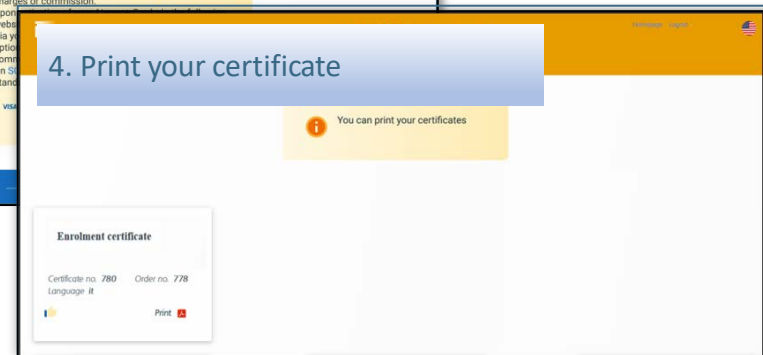 charges or commission.
VISA
Homepage Logout
4. Print your certificate
You can print your certificates
Enrolment certificate
Certificate no. 780 Order no. 778
Language it
Print